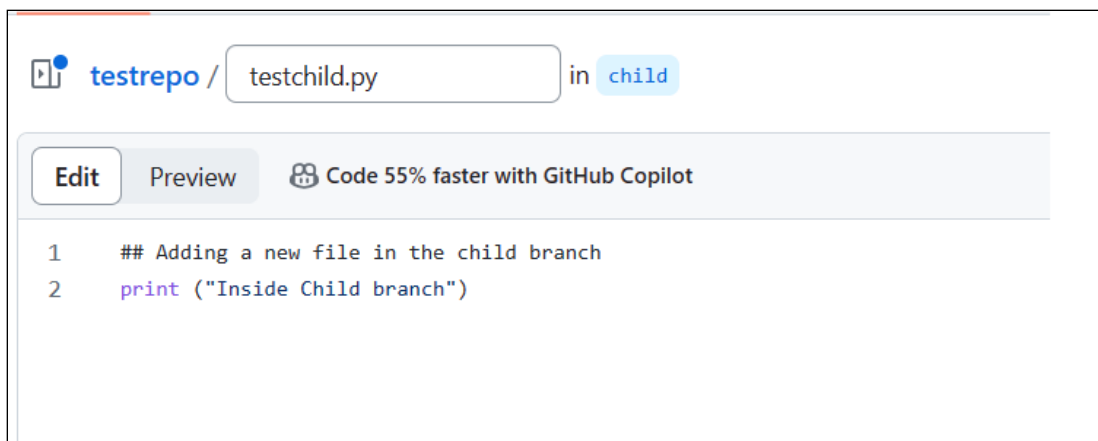 testrepo / testchild.py in child
Edit Preview Code 55% faster with GitHub Copilot
1 ## Adding a new file in the child branch
2 print ("Inside Child branch")